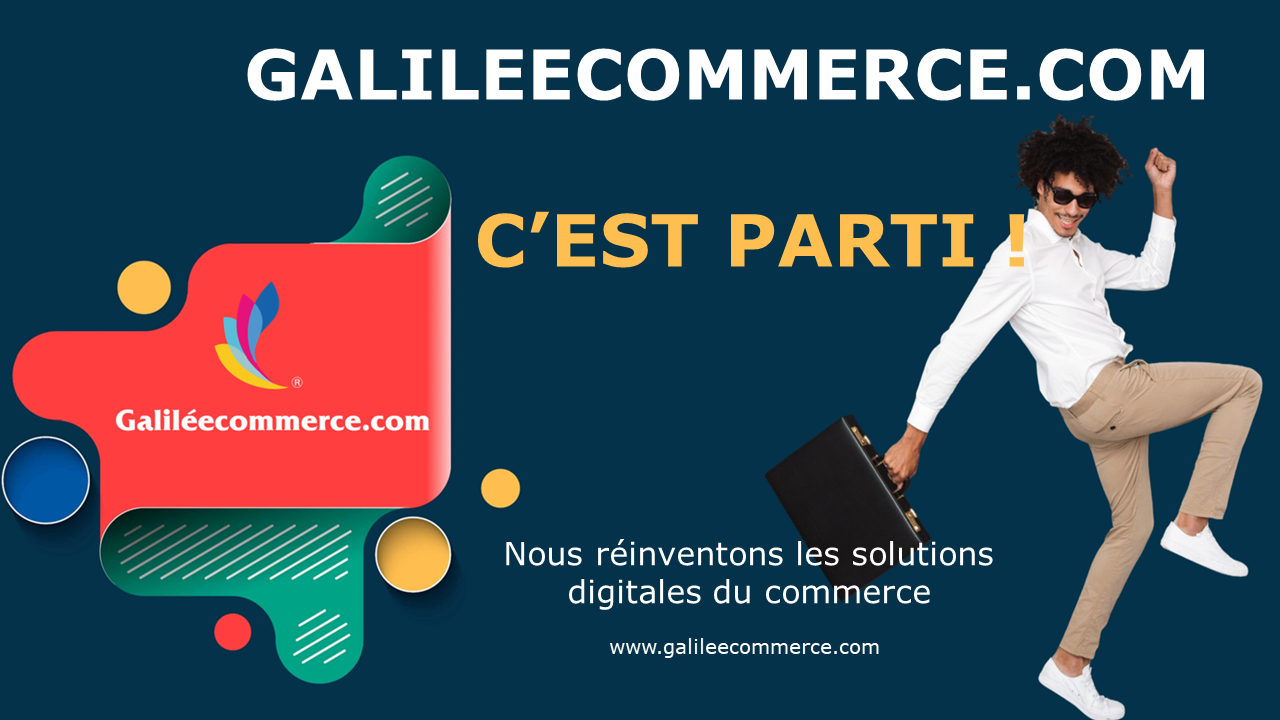 GALILEECOMMERCE.COM
C’EST PARTI !
®
Galiléecommerce.com
Nous réinventons les solutions
digitales du commerce
www.galileecommerce.com